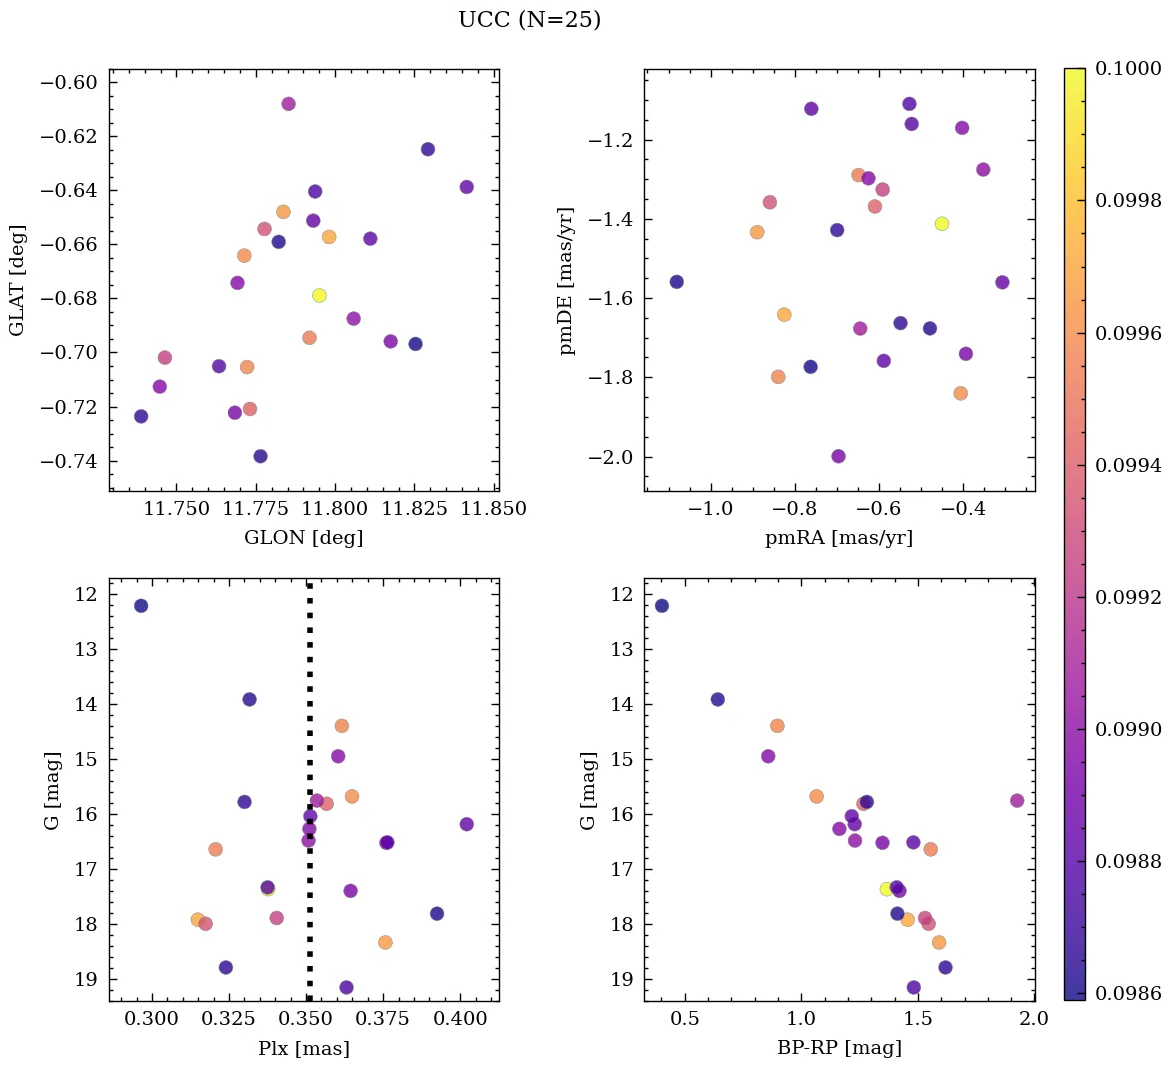 UCC (N=25)
−0.60
−0.62
−0.64
−0.66
−0.68
−0.70
−0.72
−0.74
GLAT [deg]
11.750 11.775 11.800 11.825 11.850
GLON [deg]
−1.2
−1.4
−1.6
−1.8
−2.0
pmDE [mas/yr]
−1.0 −0.8 −0.6 −0.4
pmRA [mas/yr]
12
13
14
15
16
17
18
19
G [mag]
0.300 0.325 0.350 0.375 0.400
Plx [mas]
12
13
14
15
16
17
18
19
G [mag]
0.5 1.0 1.5 2.0
BP-RP [mag]
0.1000
0.0998
0.0996
0.0994
0.0992
0.0990
0.0988
0.0986